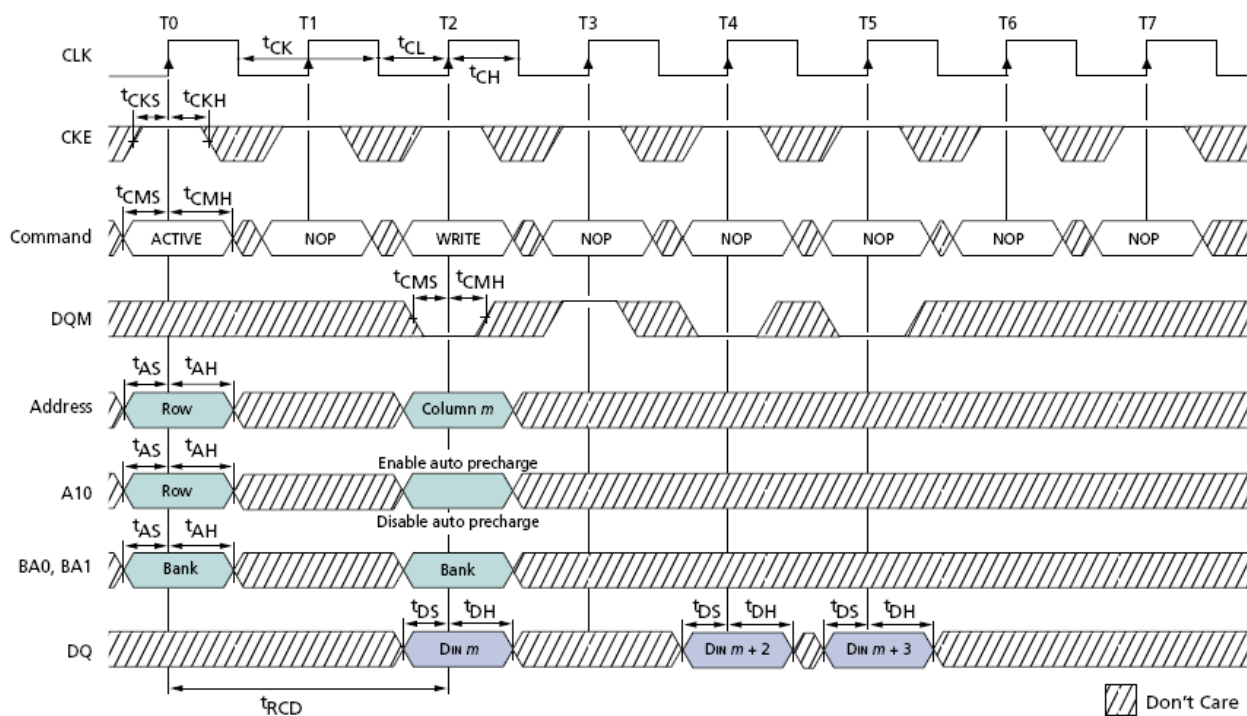 T0 T1 T2 T3 T4 T5 T6 T7
CLK
tCK tCL
tCH
tCKS tCKH
CKE
tCMS tCMH
Command ACTIVE NOP WRITE NOP NOP NOP NOP NOP
tCMS tCMH
DQM
tAS tAH
Address Row Column m
tAS tAH Enable auto precharge
A10 Row
Disable auto precharge
tAS tAH
BA0, BA1 Bank Bank
tDS tDH tDS tDH tDS tDH
DQ DIN m DIN m + 2 DIN m + 3
tRCD
Don't Care